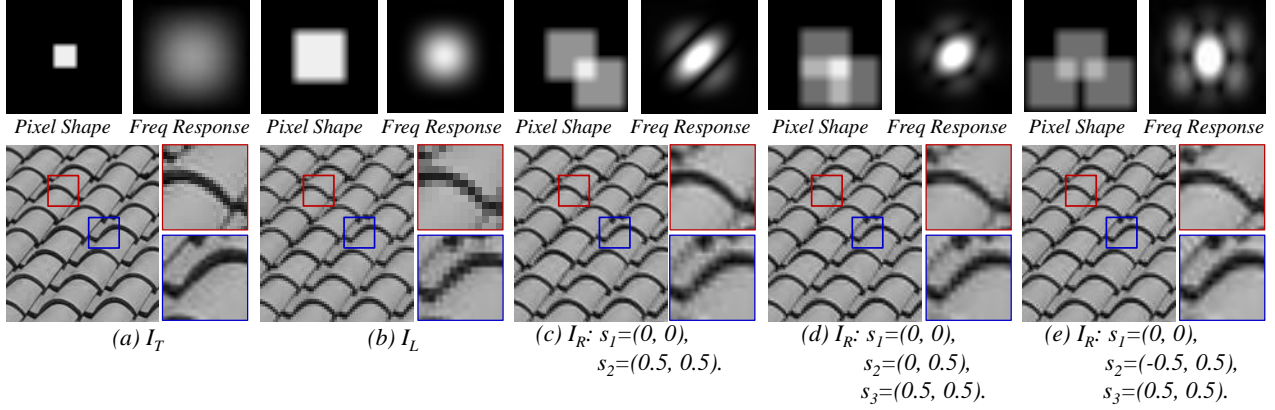 Pixel Shape Freq Response Pixel Shape Freq Response Pixel Shape Freq Response Pixel Shape Freq Response Pixel Shape Freq Response
(a) I_T (b) I_L (c) I_R: s_1=(0, 0), (d) I_R: s_1=(0, 0), (e) I_R: s_1=(0, 0),
s_2=(0.5, 0.5). s_2=(0, 0.5), s_2=(-0.5, 0.5),
s_3=(0.5, 0.5). s_3=(0.5, 0.5).